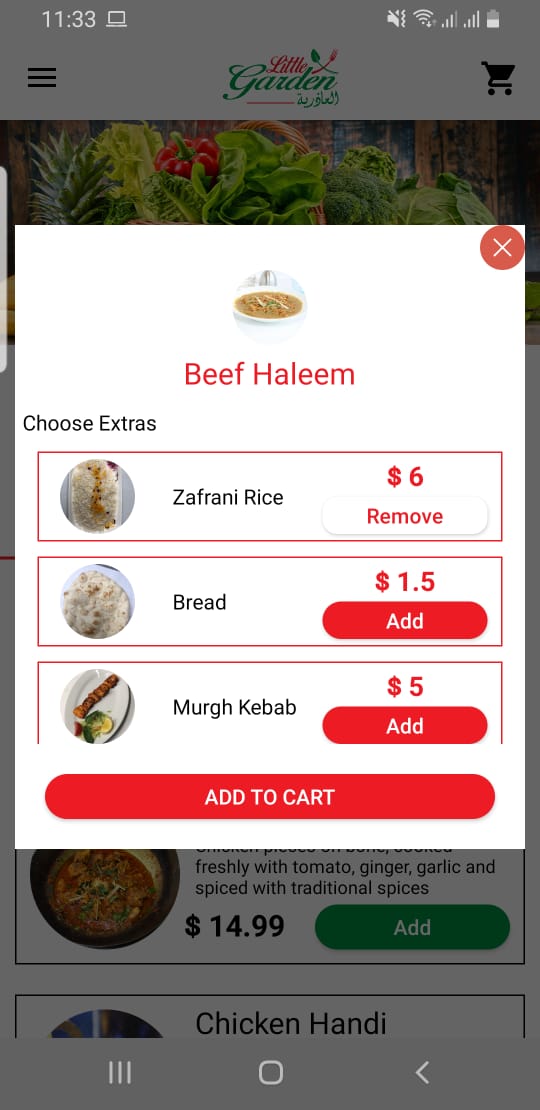 11:33
Little
Garden
العاذرية
Beef Haleem
Choose Extras
Zafrani Rice
$ 6
Remove
Bread
$ 1.5
Add
Murgh Kebab
$ 5
Add
ADD TO CART
freshly with tomato, ginger, garlic and
spiced with traditional spices
$ 14.99
Add
Chicken Handi